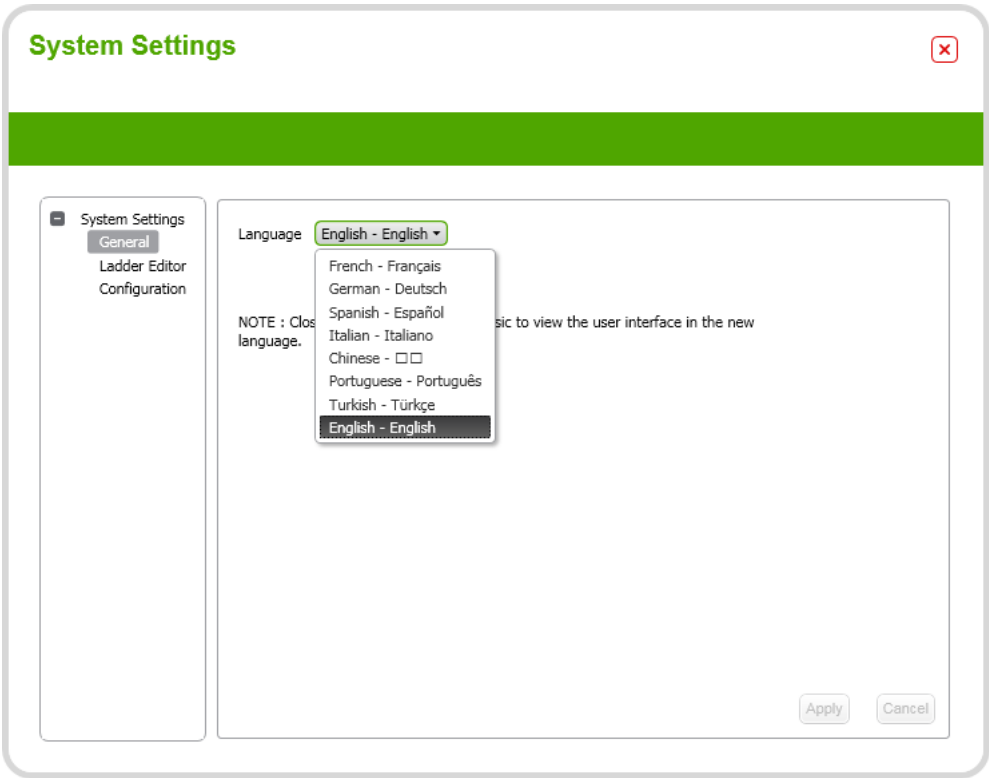 System Settings
System Settings
General
Ladder Editor
Configuration
Language English - English
French - Français
German - Deutsch
Spanish - Español
Italian - Italiano
Chinese - □□
Portuguese - Português
Turkish - Türkçe
English - English
NOTE : Clos sic to view the user interface in the new
language.
Apply Cancel